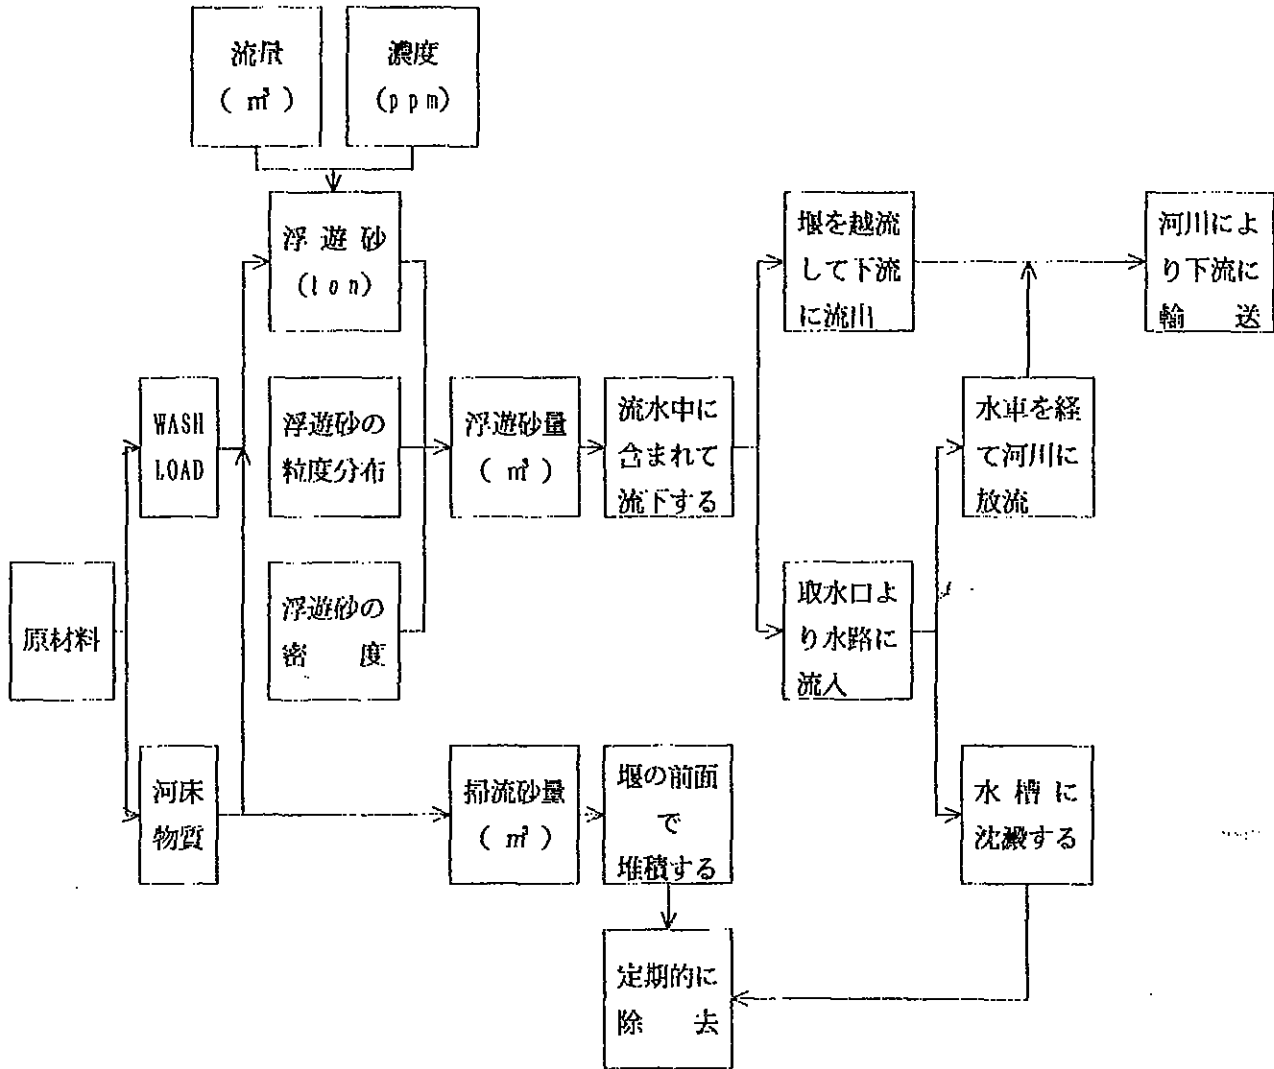 流量
( ㎥ )
濃度
(ppm)
浮 遊 砂
(ton)
堰を越流
して下流
に流出
河川によ
り下流に
輸　送
WASH
LOAD
浮遊砂の
粒度分布
浮遊砂量
( ㎥ )
流水中に
含まれて
流下する
水車を経
て河川に
放流
原材料
浮遊砂の
密　度
取水口よ
り水路に
流入
河床
物質
掃流砂量
( ㎥ )
堰の前面
で
堆積する
水 槽 に
沈澱する
定期的に
除　去